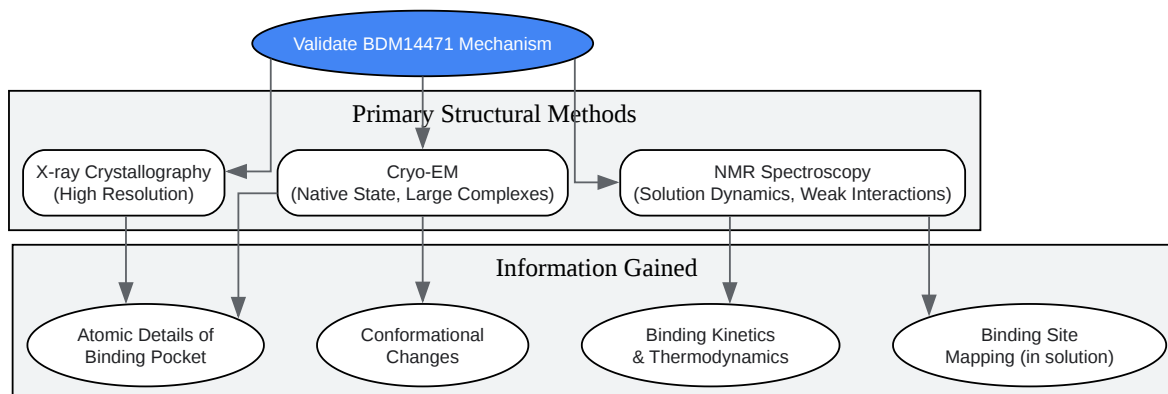 Validate BDM14471 Mechanism
Primary Structural Methods
X-ray Crystallography
(High Resolution)
Cryo-EM
(Native State, Large Complexes)
NMR Spectroscopy
(Solution Dynamics, Weak Interactions)
Information Gained
Atomic Details of
Binding Pocket
Conformational
Changes
Binding Kinetics
& Thermodynamics
Binding Site
Mapping (in solution)